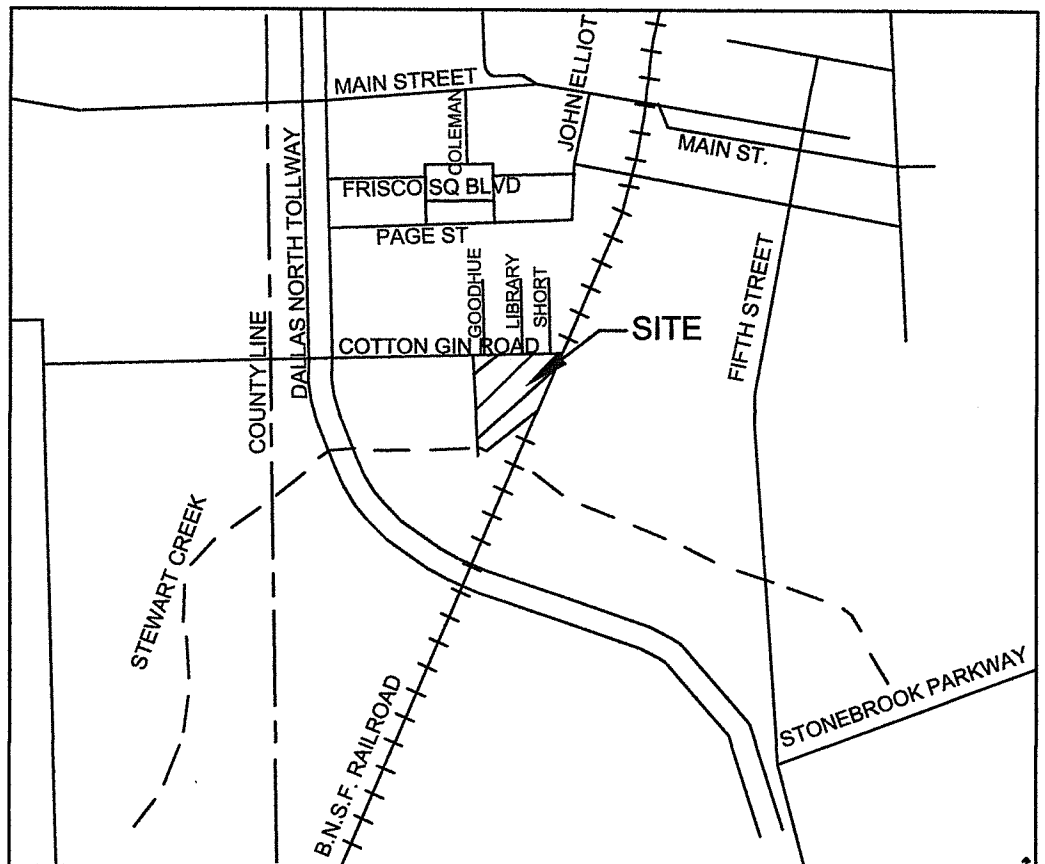 MAIN STREET
JOHN ELLIOT
COLEMAN
MAIN ST.
DALLAS NORTH TOLLWAY
FRISCO SQ BLVD
PAGE ST
GOODHUE
LIBRARY
SHORT
FIFTH STREET
SITE
COUNTY LINE
COTTON GIN ROAD
STEWART CREEK
B.N.S.F. RAILROAD
STONEBROOK PARKWAY